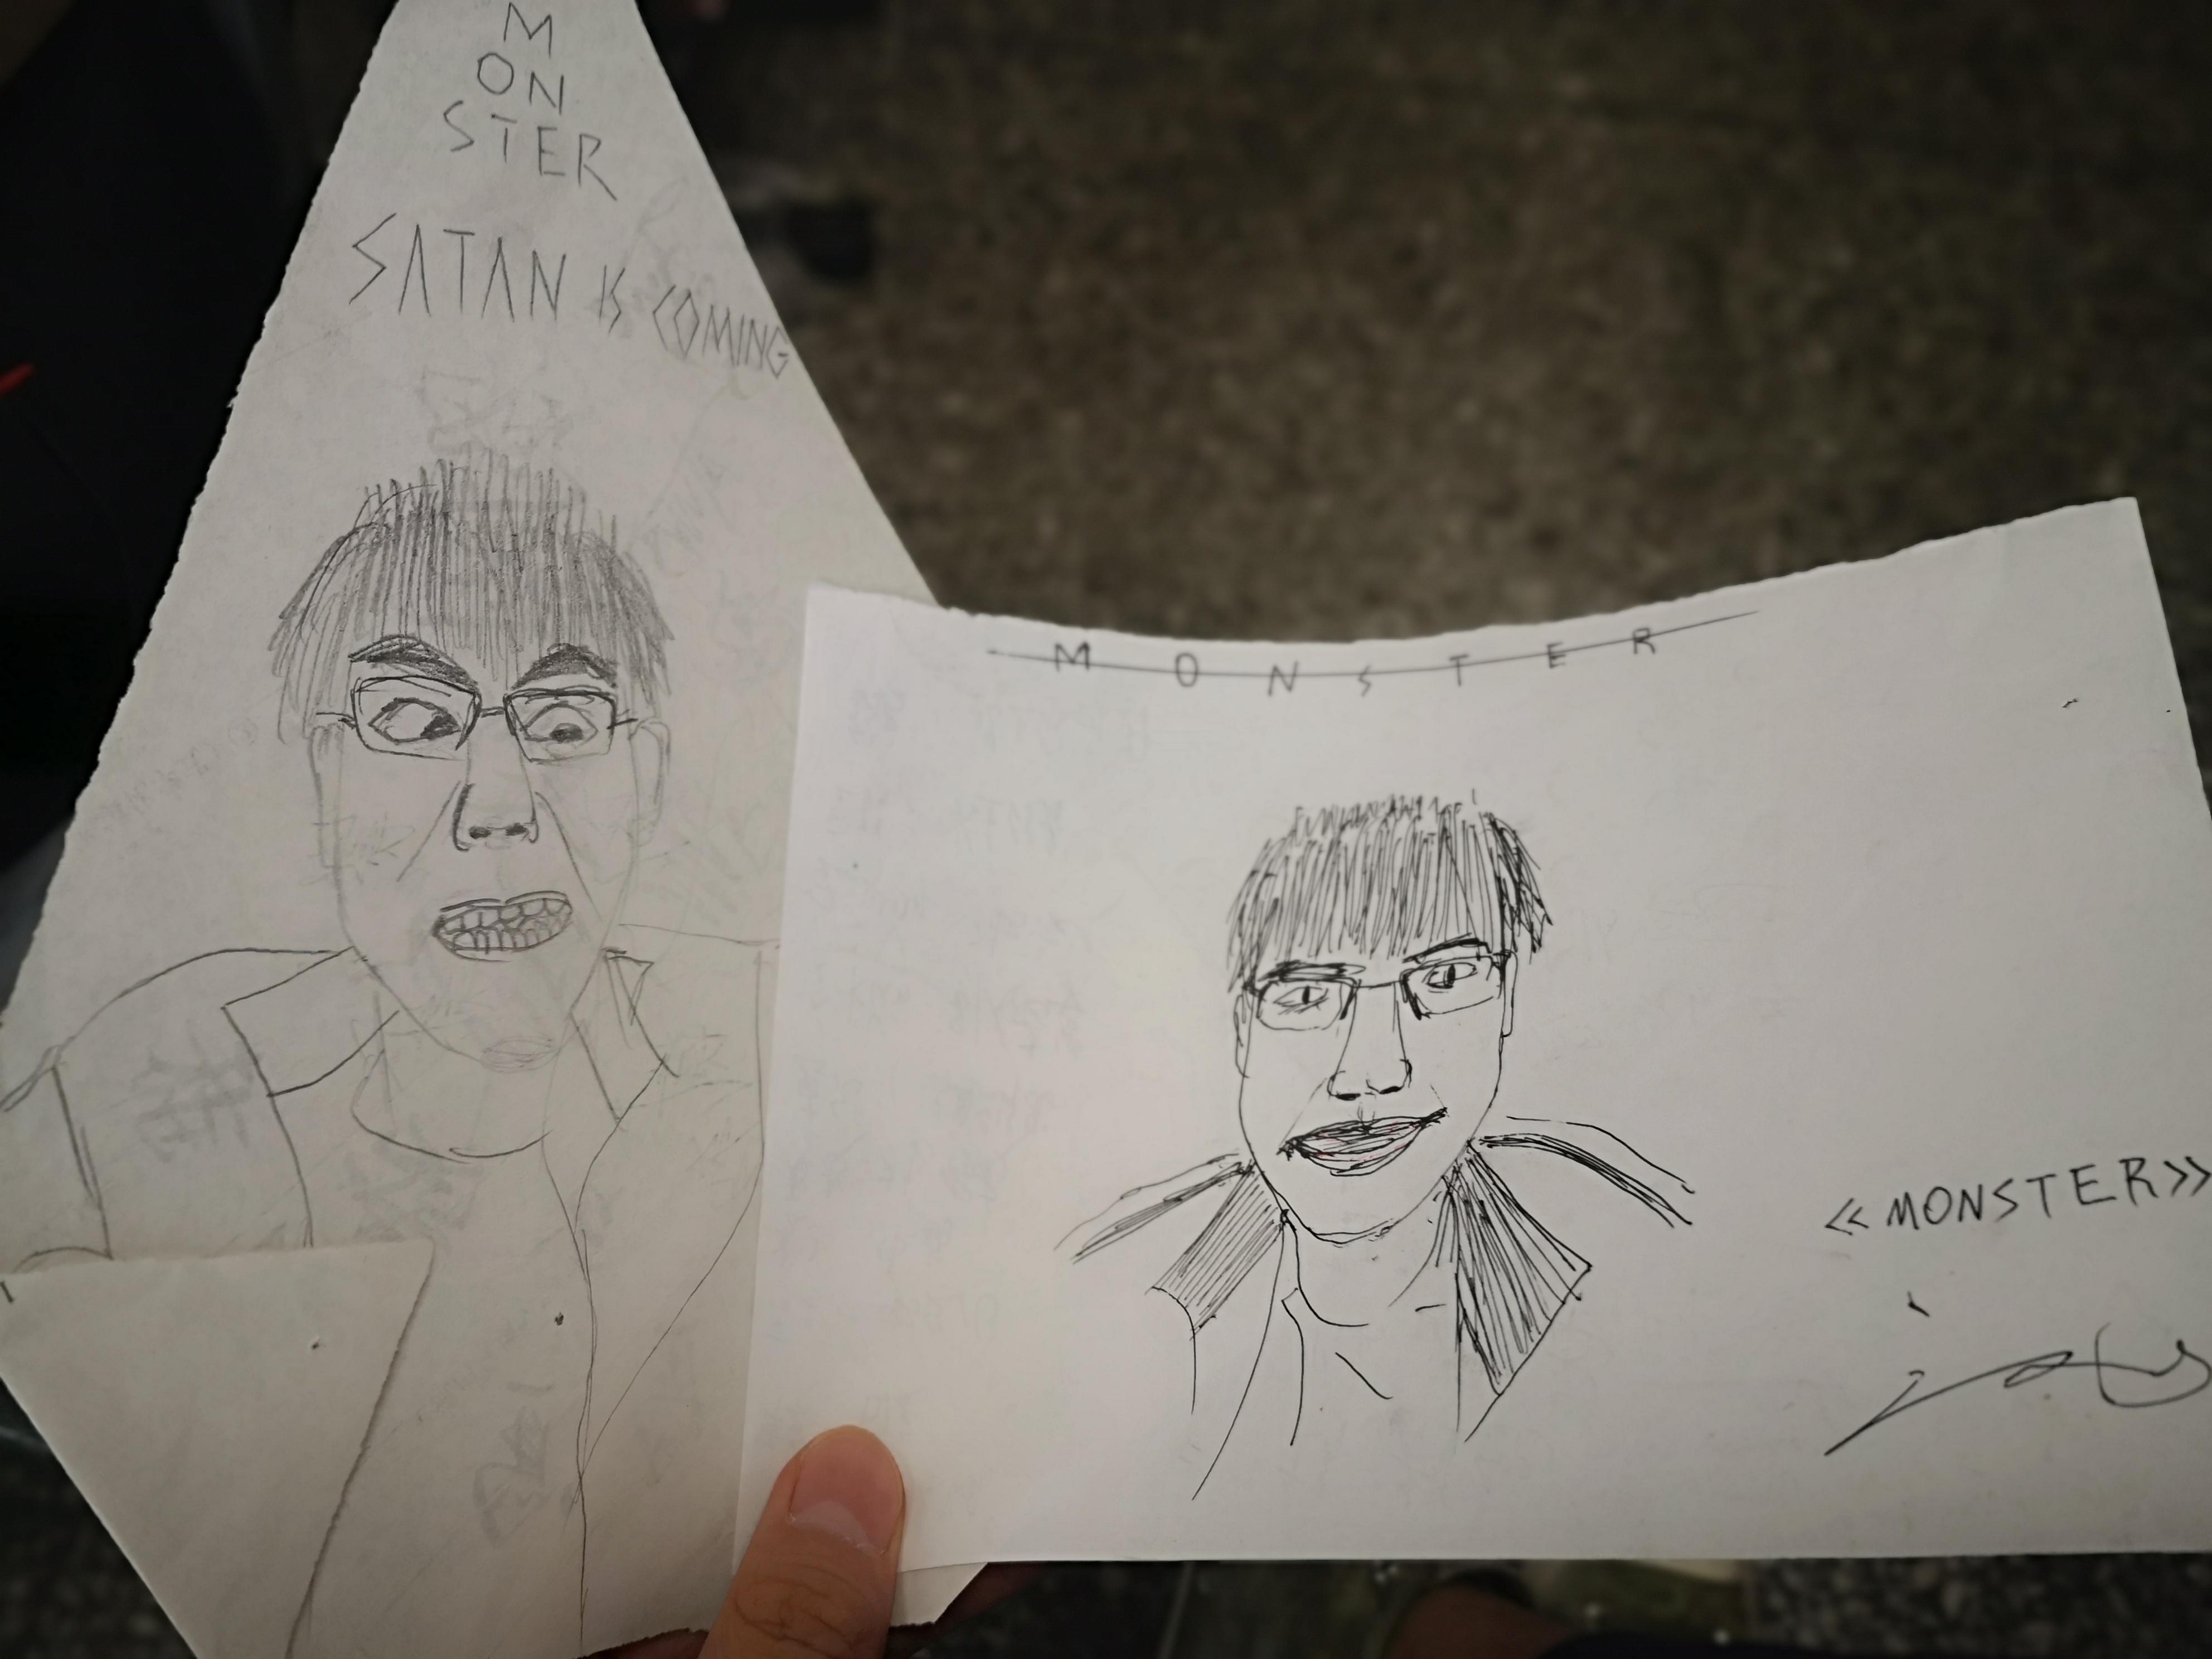 M
ON
STER
SATAN IS COMING
MONSTER
<<MONSTER>>